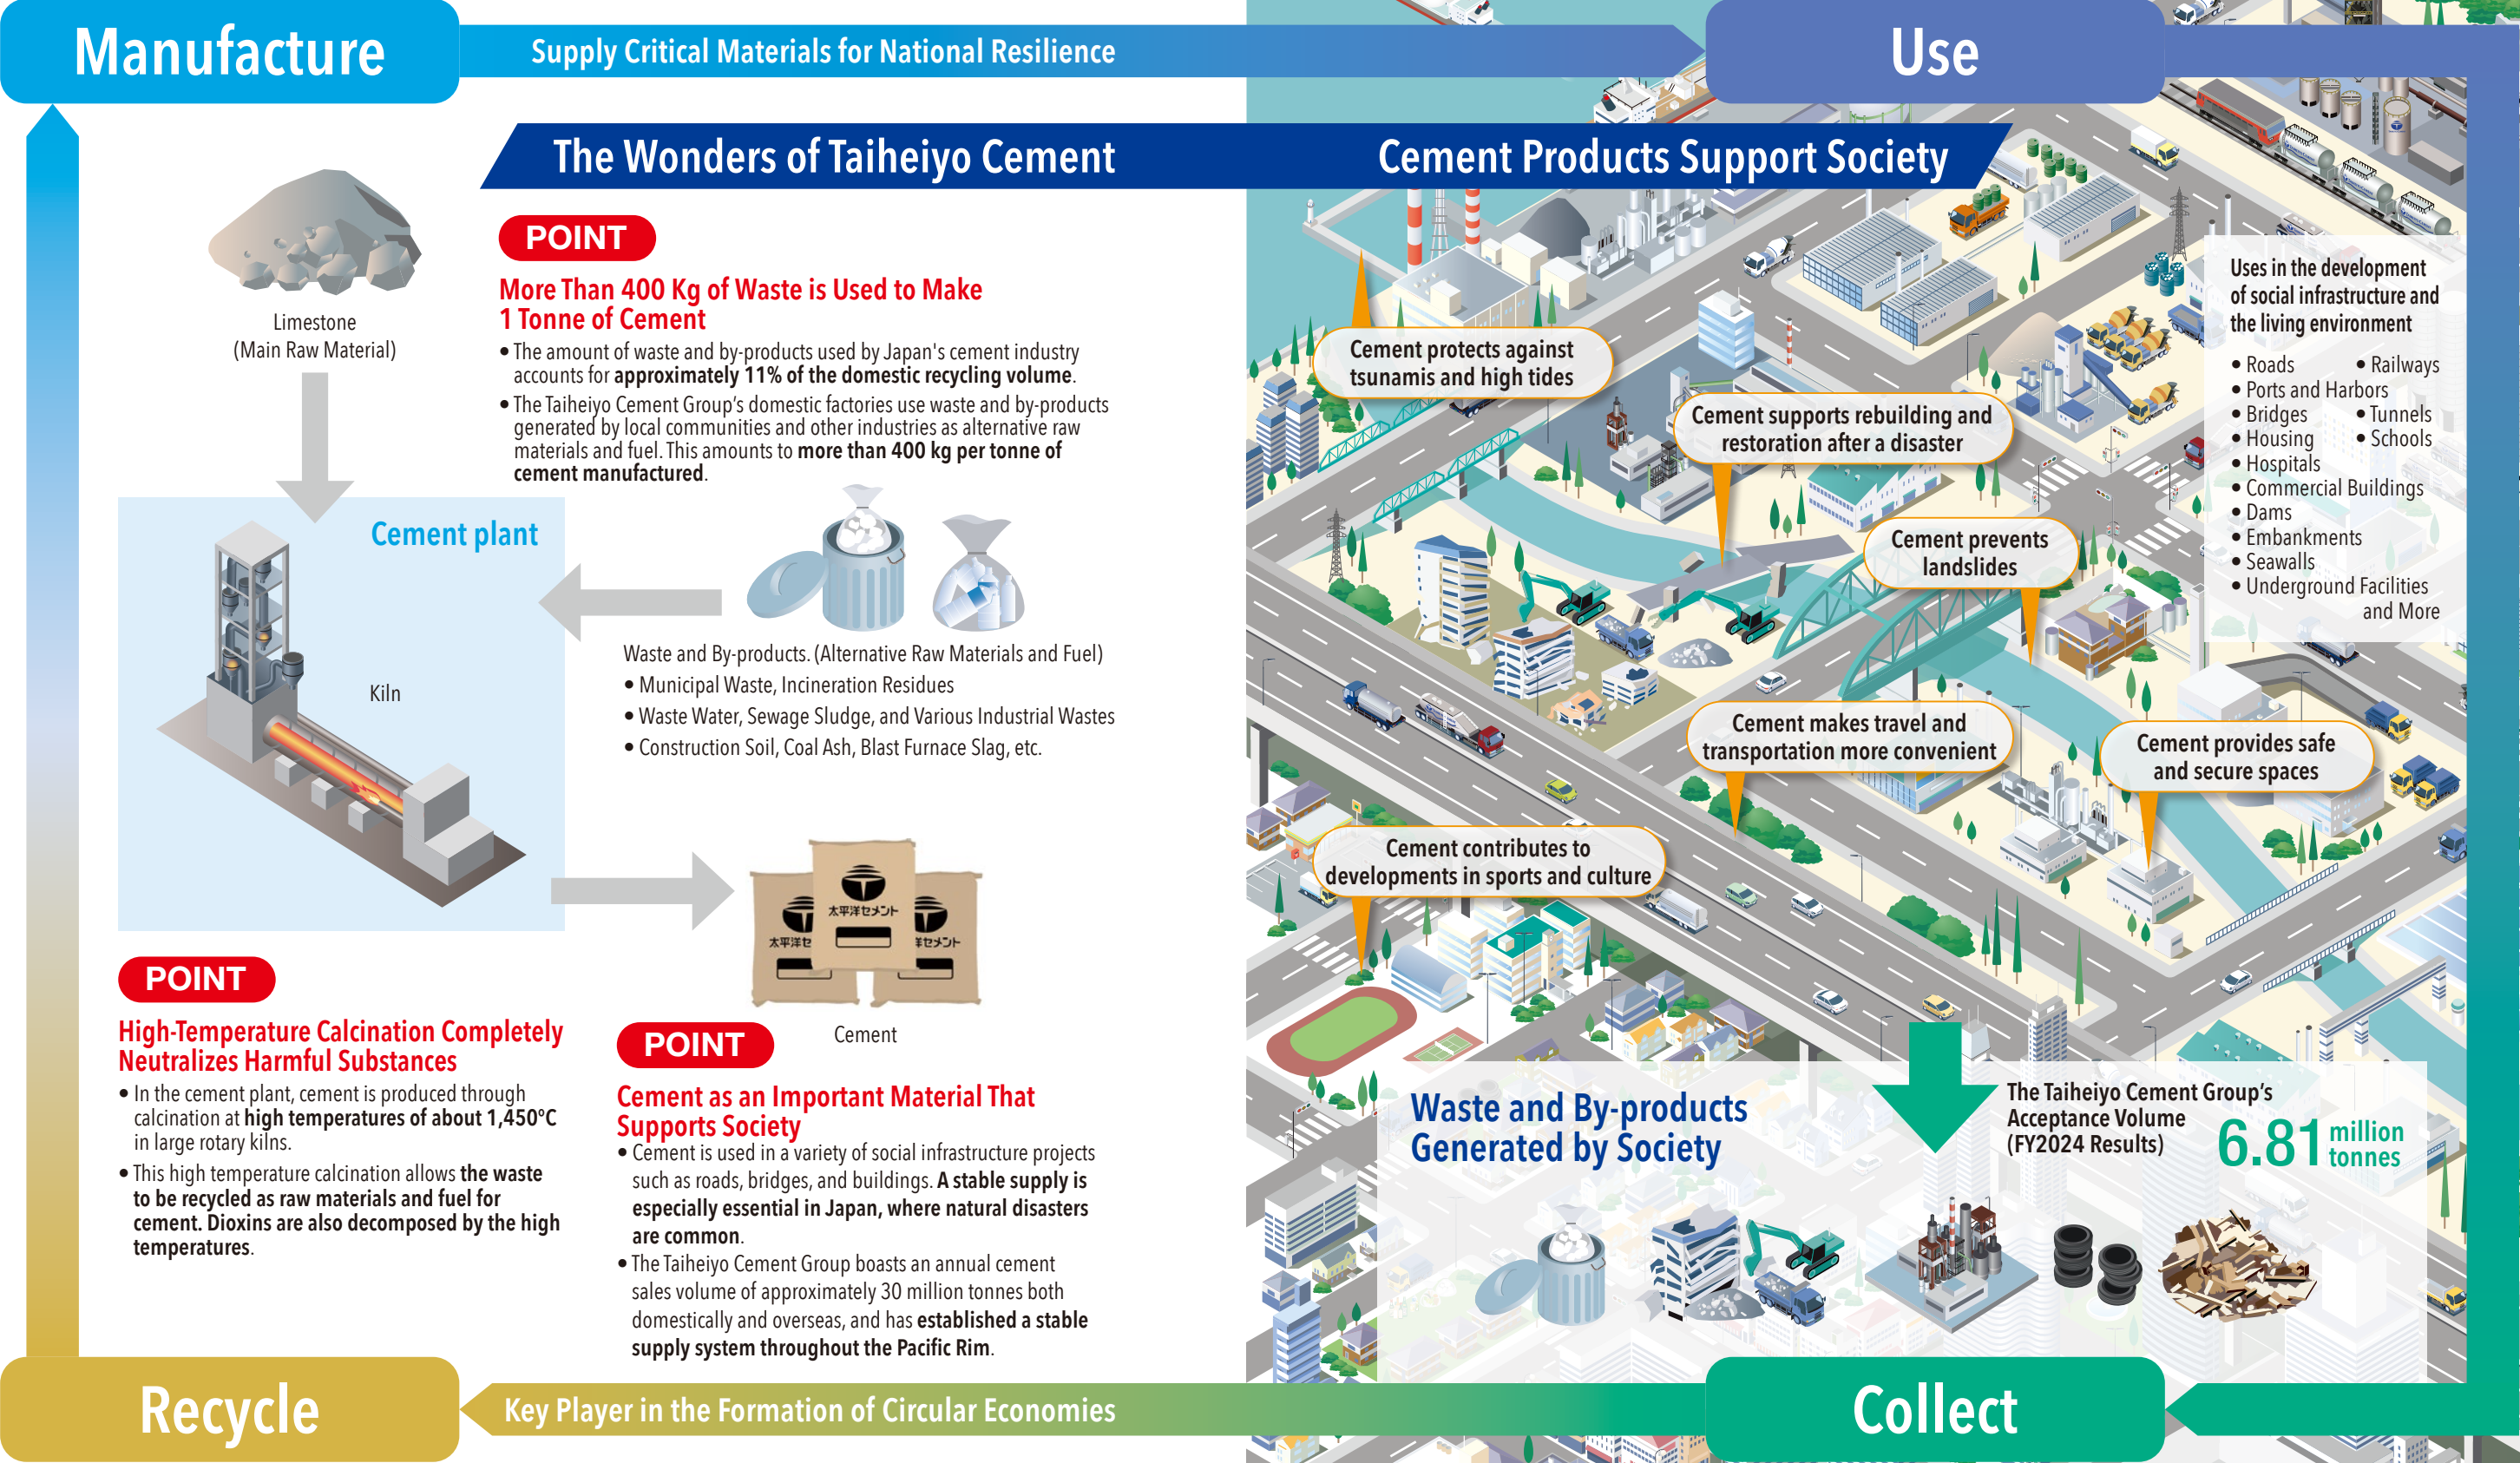 Manufacture
Supply Critical Materials for National Resilience
Use
The Wonders of Taiheiyo Cement
Cement Products Support Society
Limestone
(Main Raw Material)
POINT
More Than 400 Kg of Waste is Used to Make
1 Tonne of Cement
• The amount of waste and by-products used by Japan's cement industry
accounts for approximately 11% of the domestic recycling volume.
• The Taiheiyo Cement Group's domestic factories use waste and by-products
generated by local communities and other industries as alternative raw
materials and fuel. This amounts to more than 400 kg per tonne of
cement manufactured.
Cement plant
Kiln
Waste and By-products. (Alternative Raw Materials and Fuel)
• Municipal Waste, Incineration Residues
• Waste Water, Sewage Sludge, and Various Industrial Wastes
• Construction Soil, Coal Ash, Blast Furnace Slag, etc.
太平洋セメント
太平洋セ
羊セメント
Cement
POINT
High-Temperature Calcination Completely
Neutralizes Harmful Substances
• In the cement plant, cement is produced through
calcination at high temperatures of about 1,450°C
in large rotary kilns.
• This high temperature calcination allows the waste
to be recycled as raw materials and fuel for
cement. Dioxins are also decomposed by the high
temperatures.
POINT
Cement as an Important Material That
Supports Society
• Cement is used in a variety of social infrastructure projects
such as roads, bridges, and buildings. A stable supply is
especially essential in Japan, where natural disasters
are common.
• The Taiheiyo Cement Group boasts an annual cement
sales volume of approximately 30 million tonnes both
domestically and overseas, and has established a stable
supply system throughout the Pacific Rim.
Cement protects against
tsunamis and high tides
Cement supports rebuilding and
restoration after a disaster
Cement prevents
landslides
Cement makes travel and
transportation more convenient
Cement provides safe
and secure spaces
Cement contributes to
developments in sports and culture
Uses in the development
of social infrastructure and
the living environment
• Roads • Railways
• Ports and Harbors
• Bridges • Tunnels
• Housing • Schools
• Hospitals
• Commercial Buildings
• Dams
• Embankments
• Seawalls
• Underground Facilities
and More
Waste and By-products
Generated by Society
The Taiheiyo Cement Group's
Acceptance Volume
(FY2024 Results)
6.81 million
tonnes
Recycle
Key Player in the Formation of Circular Economies
Collect